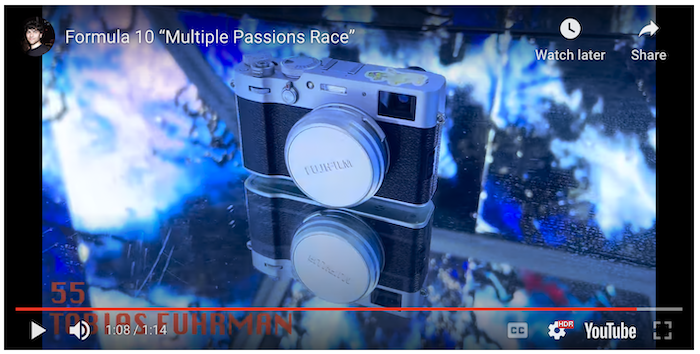 Formula 10 “Multiple Passions Race”
Watch later
Share
FUJIFILM
55
TOBIAS FUHRMAN
1:08 / 1:14
CC
HDR
YouTube